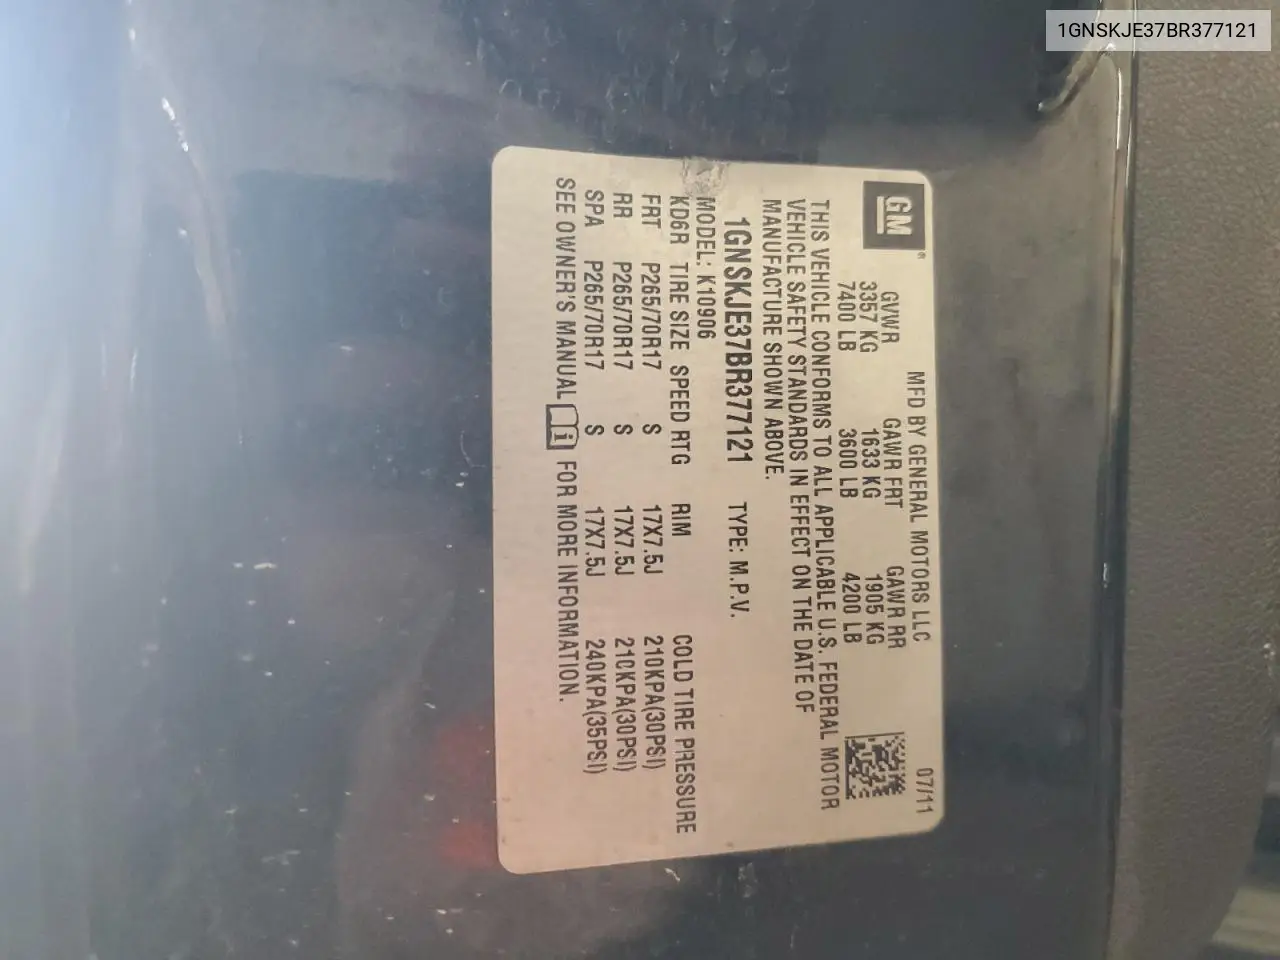 1GNSKJE37BR377121
GM®
MFD BY GENERAL MOTORS LLC 07/11
GVWR GAWR FRT GAWR RR
3357 KG 1633 KG 1905 KG
7400 LB 3600 LB 4200 LB
THIS VEHICLE CONFORMS TO ALL APPLICABLE U.S. FEDERAL MOTOR
VEHICLE SAFETY STANDARDS IN EFFECT ON THE DATE OF
MANUFACTURE SHOWN ABOVE.
1GNSKJE37BR377121 TYPE: M.P.V.
MODEL: K10906
KD6R TIRE SIZE SPEED RTG RIM COLD TIRE PRESSURE
FRT P265/70R17 S 17X7.5J 210KPA(30PSI)
RR P265/70R17 S 17X7.5J 210KPA(30PSI)
SPA P265/70R17 S 17X7.5J 240KPA(35PSI)
SEE OWNER'S MANUAL i FOR MORE INFORMATION.